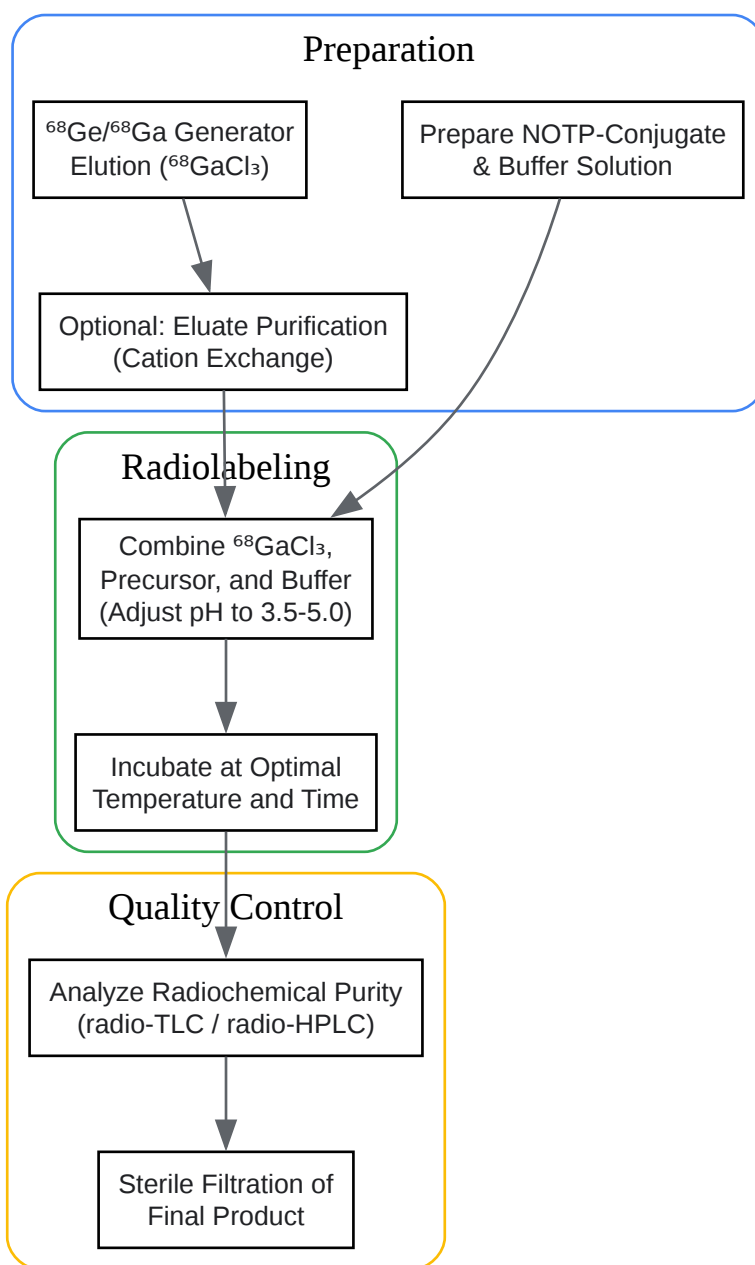 Preparation
⁶⁸Ge/⁶⁸Ga Generator
Elution (⁶⁸GaCl₃)
Prepare NOTP-Conjugate
& Buffer Solution
Optional: Eluate Purification
(Cation Exchange)
Radiolabeling
Combine ⁶⁸GaCl₃,
Precursor, and Buffer
(Adjust pH to 3.5-5.0)
Incubate at Optimal
Temperature and Time
Quality Control
Analyze Radiochemical Purity
(radio-TLC / radio-HPLC)
Sterile Filtration of
Final Product